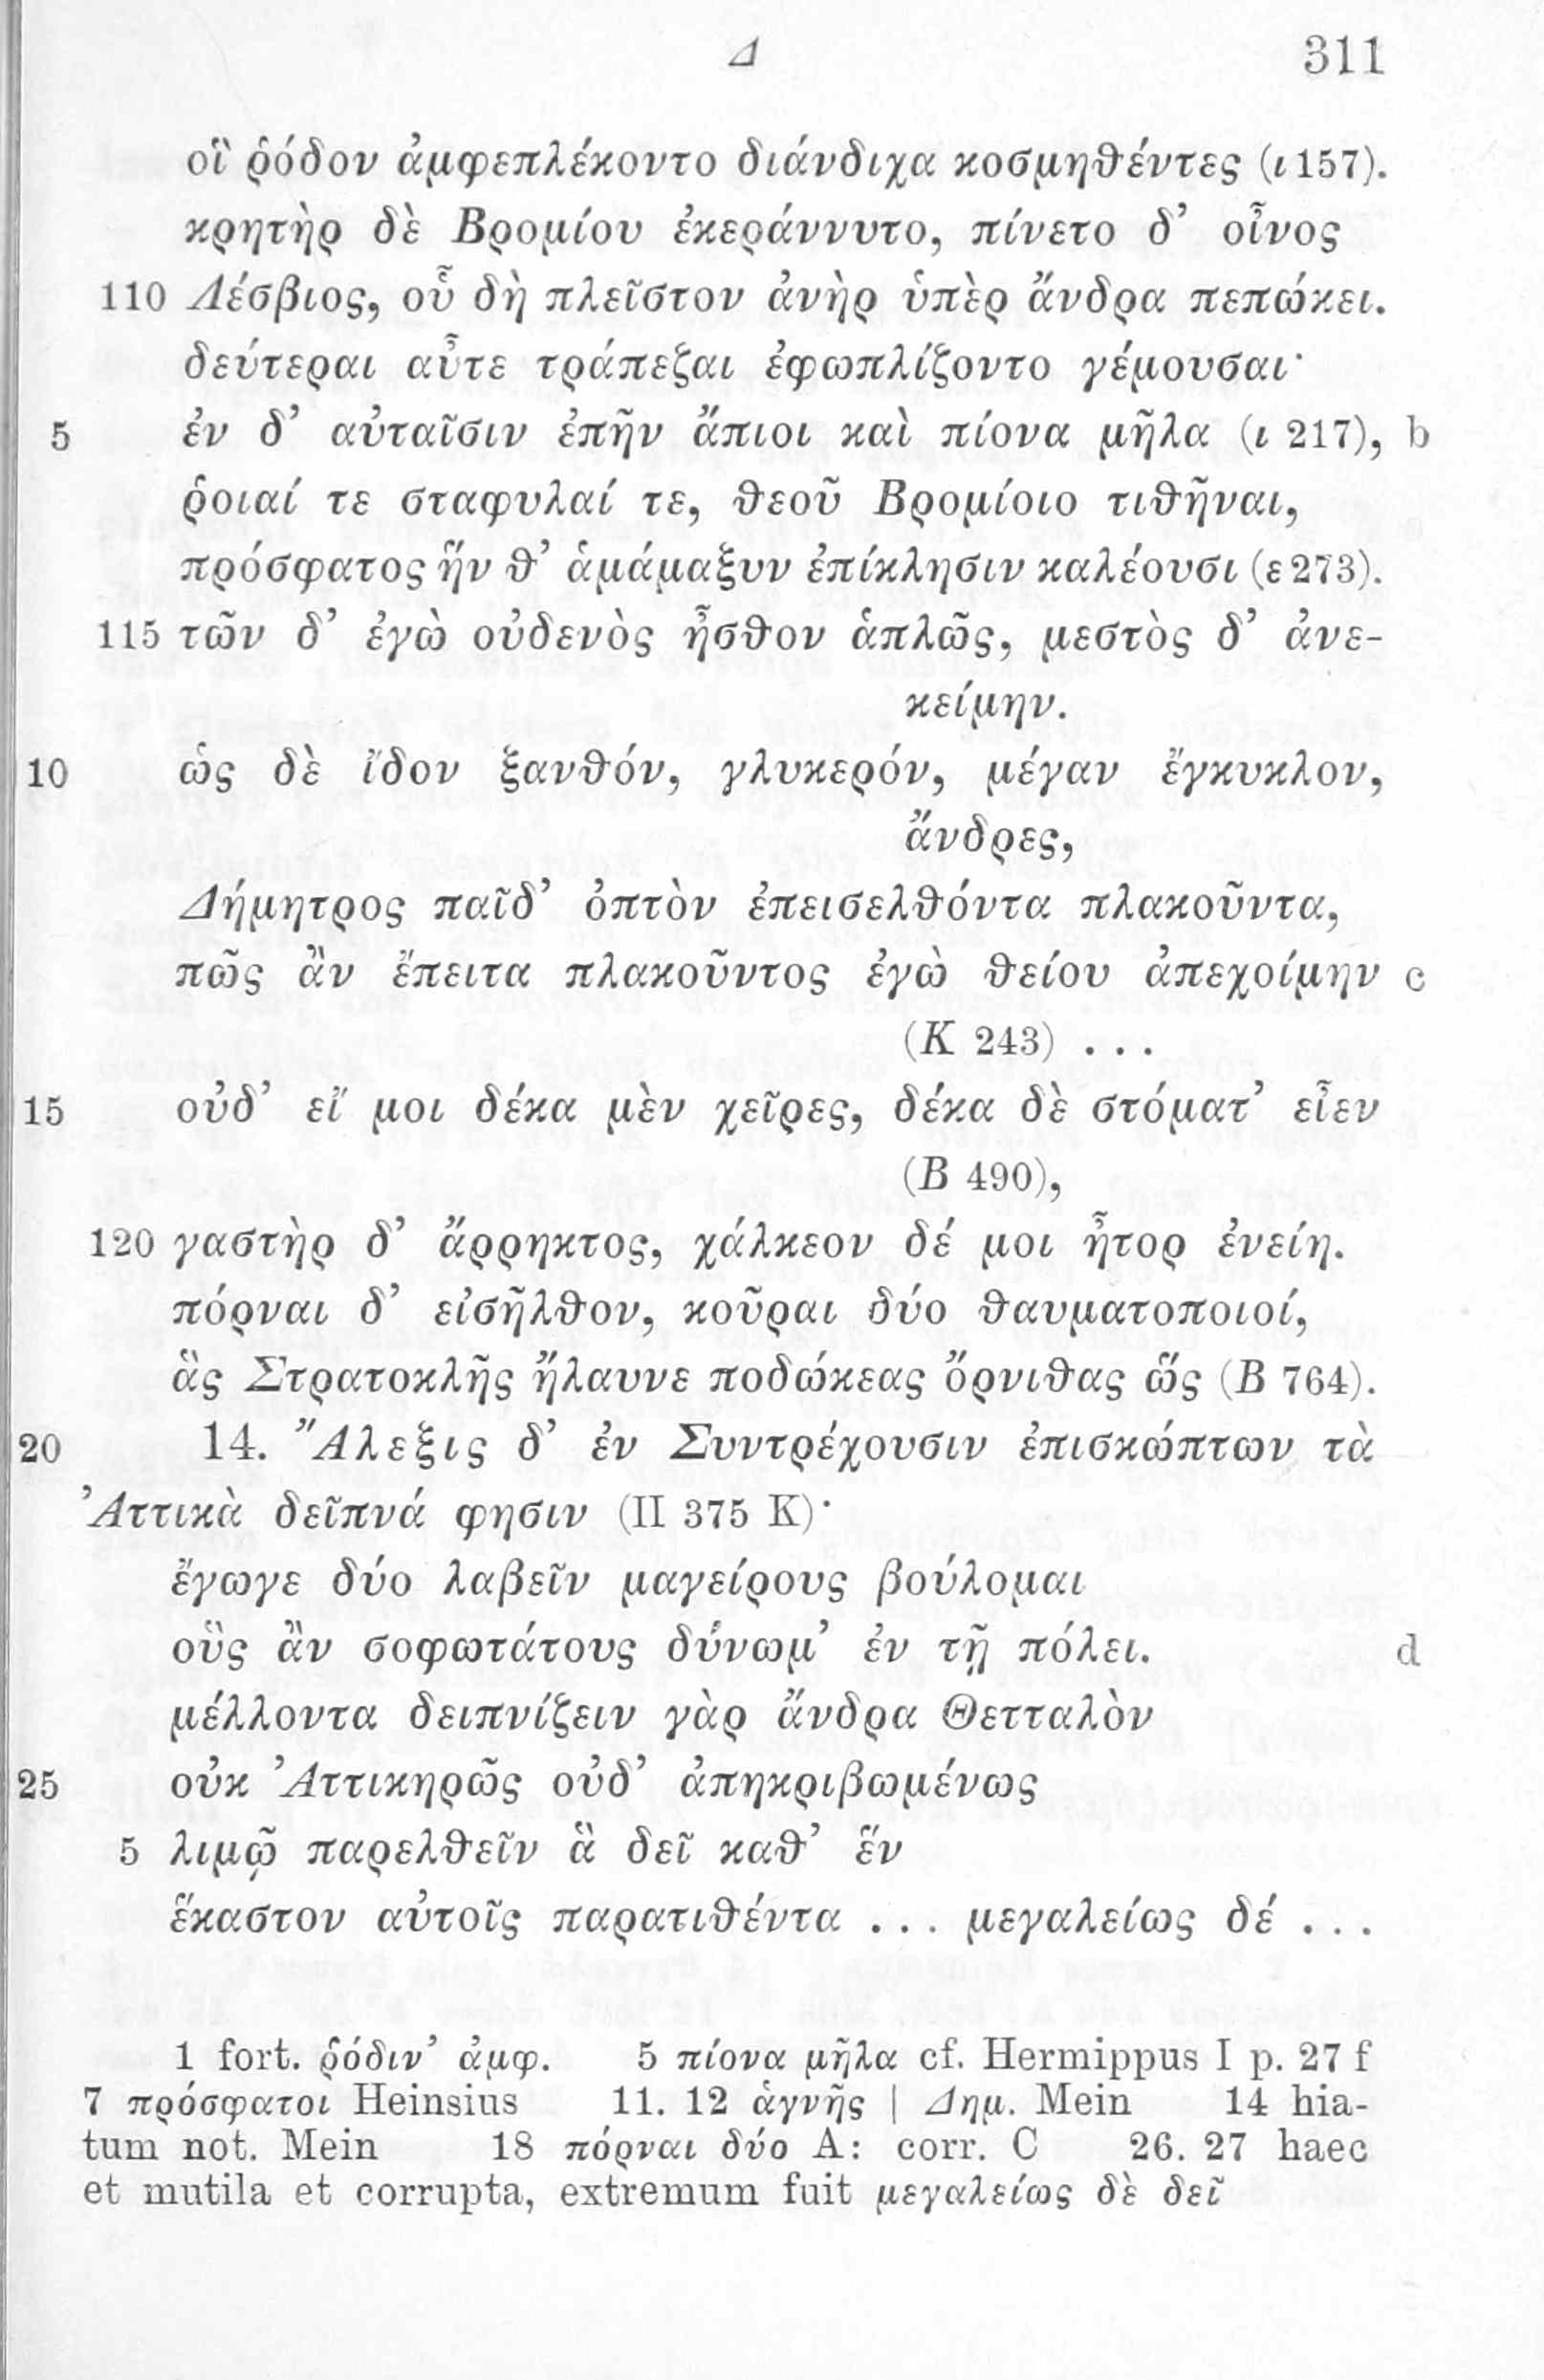 Δ 311
οἳ ῥόδον ἀμφεπλέκοντο διάνδιχα κοσμηθέντες (ι 157).
κρητὴρ δὲ Βρομίου ἐκεράννυτο, πίνετο δ’ οἶνος
110 Λέσβιος, οὗ δὴ πλεῖστον ἀνὴρ ὑπὲρ ἄνδρα πεπώκει.
δεύτεραι αὖτε τράπεζαι ἐφωπλίζοντο γέμουσαι·
5 ἐν δ’ αὐταῖσιν ἐπῆν ἄπιοι καὶ πίονα μῆλα (ι 217), b
ῥοιαί τε σταφυλαί τε, θεοῦ Βρομίοιο τιθῆναι,
πρόσφατος ἥν θ’ ἁμάμαξυν ἐπίκλησιν καλέουσι (ε 273).
115 τῶν δ’ ἐγὼ οὐδενὸς ἦσθον ἁπλῶς, μεστὸς δ’ ἀνε-
κείμην.
10 ὡς δὲ ἴδον ξανθόν, γλυκερόν, μέγαν ἔγκυκλον,
ἄνδρες,
Δήμητρος παῖδ’ ὀπτὸν ἐπεισελθόντα πλακοῦντα,
πῶς ἂν ἔπειτα πλακοῦντος ἐγὼ θείου ἀπεχοίμην c
(Κ 243) . . .
15 οὐδ’ εἴ μοι δέκα μὲν χεῖρες, δέκα δὲ στόματ’ εἶεν
(Β 490),
120 γαστὴρ δ’ ἄρρηκτος, χάλκεον δέ μοι ἦτορ ἐνείη.
πόρναι δ’ εἰσῆλθον, κοῦραι δύο θαυματοποιοί,
ἃς Στρατοκλῆς ἤλαυνε ποδώκεας ὄρνιθας ὥς (Β 764).
20 14. Ἄλεξις δ’ ἐν Συντρέχουσιν ἐπισκώπτων τὰ
Ἀττικὰ δεῖπνά φησιν (II 375 K)·
ἔγωγε δύο λαβεῖν μαγείρους βούλομαι
οὓς ἂν σοφωτάτους δύνωμ’ ἐν τῇ πόλει. d
μέλλοντα δειπνίζειν γὰρ ἄνδρα Θετταλὸν
25 οὐκ Ἀττικηρῶς οὐδ’ ἀπηκριβωμένως
5 λιμῷ παρελθεῖν ἃ δεῖ καθ’ ἓν
ἕκαστον αὐτοῖς παρατιθέντα . . . μεγαλείως δέ . . .
1 fort. ῥόδιν’ ἀμφ. 5 πίονα μῆλα cf. Hermippus I p. 27 f
7 πρόσφατοι Heinsius 11. 12 ἁγνῆς | Δημ. Mein 14 hia-
tum not. Mein 18 πόρναι δύο A: corr. C 26. 27 haec
et mutila et corrupta, extremum fuit μεγαλείως δὲ δεῖ